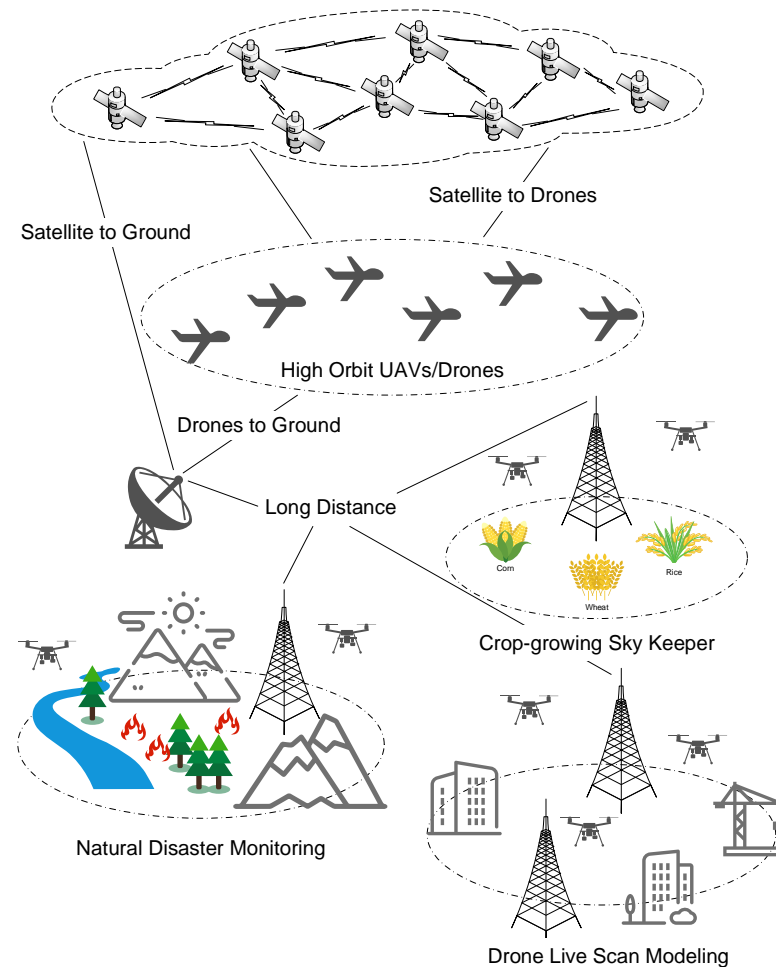 Satellite to Drones
Satellite to Ground
High Orbit UAVs/Drones
Drones to Ground
Long Distance
Corn
Rice
Wheat
Crop-growing Sky Keeper
Natural Disaster Monitoring
Drone Live Scan Modeling